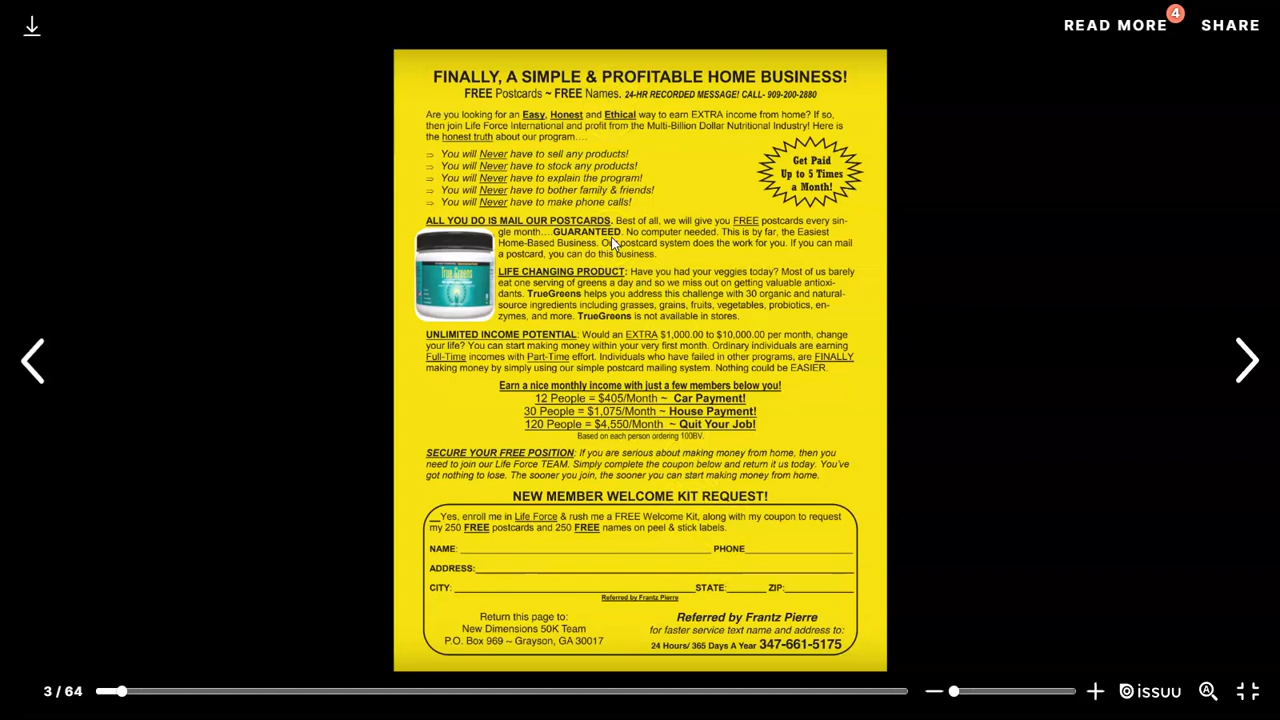 READ MORE 4 SHARE
FINALLY, A SIMPLE & PROFITABLE HOME BUSINESS!
FREE Postcards ~ FREE Names. 24-HR RECORDED MESSAGE! CALL- 909-200-2880
Are you looking for an Easy, Honest and Ethical way to earn EXTRA income from home? If so,
then join Life Force International and profit from the Multi-Billion Dollar Nutritional Industry! Here is
the honest truth about our program….
⇒ You will Never have to sell any products!
⇒ You will Never have to stock any products!
⇒ You will Never have to explain the program!
⇒ You will Never have to bother family & friends!
⇒ You will Never have to make phone calls!
Get Paid
Up to 5 Times
a Month!
ALL YOU DO IS MAIL OUR POSTCARDS. Best of all, we will give you FREE postcards every sin-
gle month….GUARANTEED. No computer needed. This is by far, the Easiest
Home-Based Business. postcard system does the work for you. If you can mail
a postcard, you can do this business.
True Greens
LIFE CHANGING PRODUCT: Have you had your veggies today? Most of us barely
eat one serving of greens a day and so we miss out on getting valuable antioxi-
dants. TrueGreens helps you address this challenge with 30 organic and natural-
source ingredients including grasses, grains, fruits, vegetables, probiotics, en-
zymes, and more. TrueGreens is not available in stores.
UNLIMITED INCOME POTENTIAL: Would an EXTRA $1,000.00 to $10,000.00 per month, change
your life? You can start making money within your very first month. Ordinary individuals are earning
Full-Time incomes with Part-Time effort. Individuals who have failed in other programs, are FINALLY
making money by simply using our simple postcard mailing system. Nothing could be EASIER.
Earn a nice monthly income with just a few members below you!
12 People = $405/Month ~ Car Payment!
30 People = $1,075/Month ~ House Payment!
120 People = $4,550/Month ~ Quit Your Job!
Based on each person ordering 100BV.
SECURE YOUR FREE POSITION: If you are serious about making money from home, then you
need to join our Life Force TEAM. Simply complete the coupon below and return it us today. You've
got nothing to lose. The sooner you join, the sooner you can start making money from home.
NEW MEMBER WELCOME KIT REQUEST!
__Yes, enroll me in Life Force & rush me a FREE Welcome Kit, along with my coupon to request
my 250 FREE postcards and 250 FREE names on peel & stick labels.
NAME: ____ PHONE____
ADDRESS:____
CITY: ____STATE:____ ZIP:____
Referred by Frantz Pierre
Return this page to:
New Dimensions 50K Team
P.O. Box 969 ~ Grayson, GA 30017
Referred by Frantz Pierre
for faster service text name and address to:
24 Hours/ 365 Days A Year 347-661-5175
3 / 64
issuu